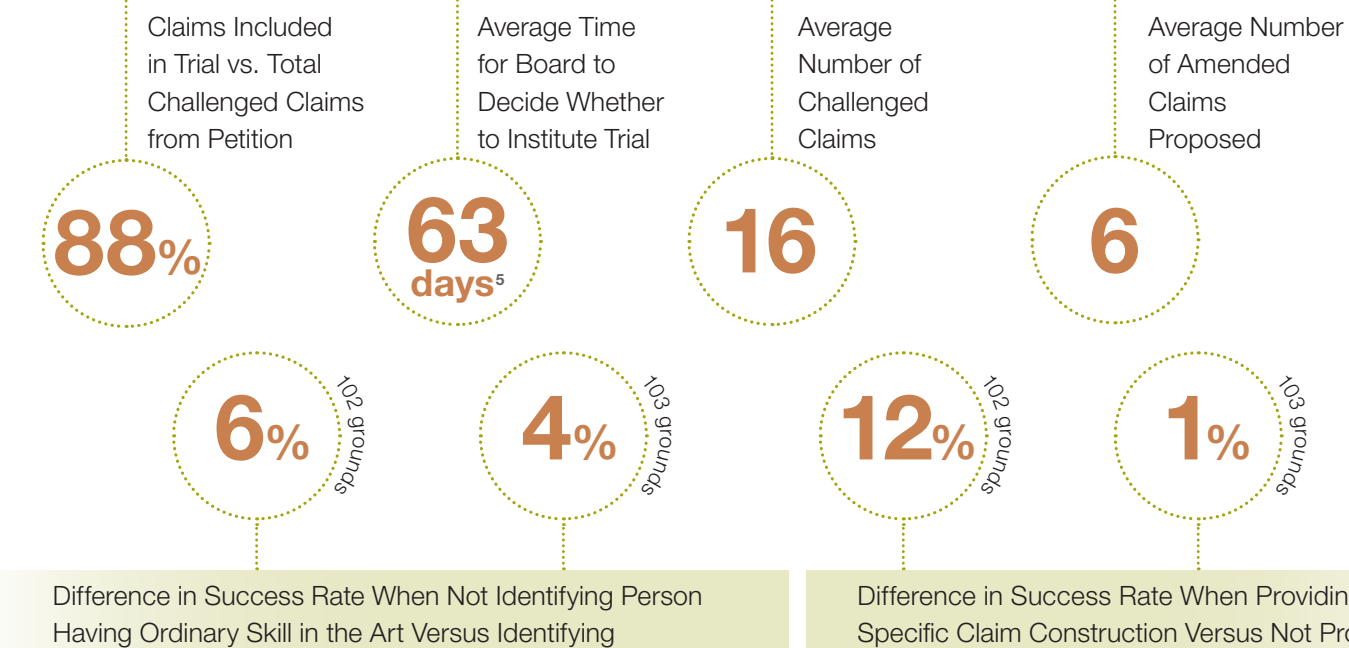 Claims Included
in Trial vs. Total
Challenged Claims
from Petition
88%
Average Time
for Board to
Decide Whether
to Institute Trial
63
days⁵
Average
Number of
Challenged
Claims
16
Average Number
of Amended
Claims
Proposed
6
6%
102 grounds
4%
103 grounds
Difference in Success Rate When Not Identifying Person
Having Ordinary Skill in the Art Versus Identifying
12%
102 grounds
1%
103 grounds
Difference in Success Rate When
Specific Claim Construction Versus Not